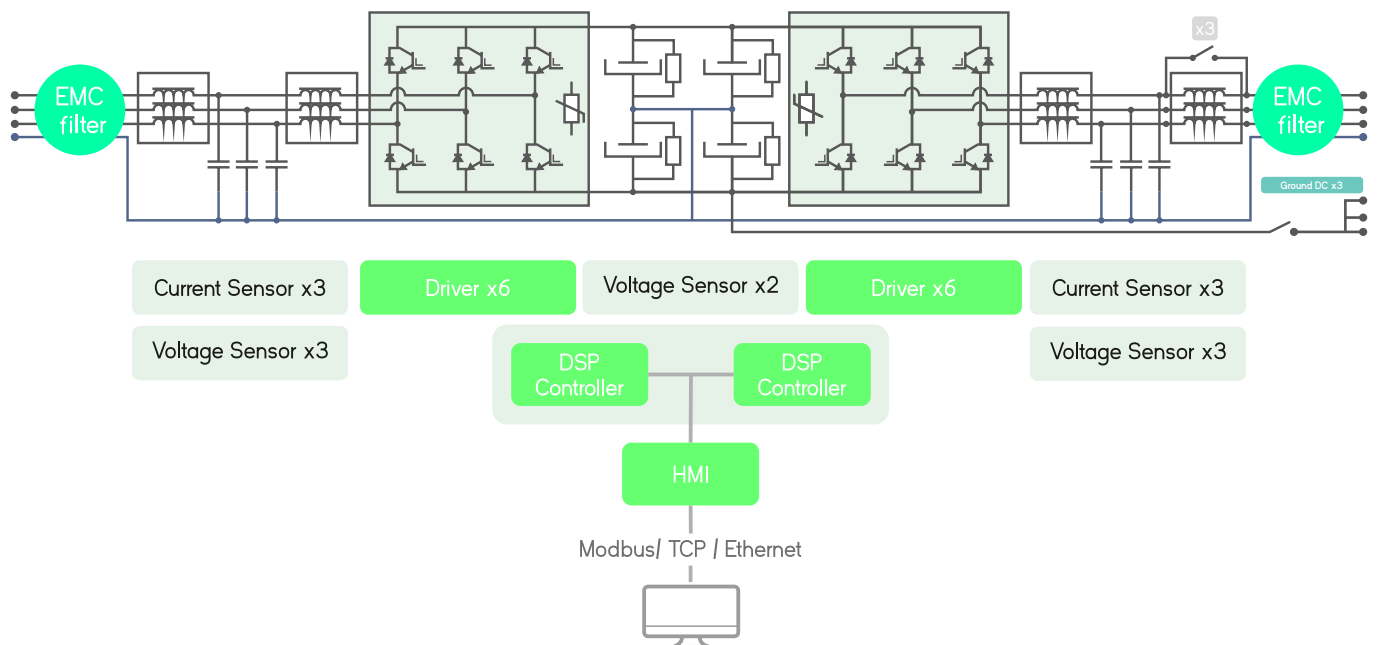 x3
EMC
filter
EMC
filter
Ground DC x3
Current Sensor x3
Driver x6
Voltage Sensor x2
Driver x6
Current Sensor x3
Voltage Sensor x3
Voltage Sensor x3
DSP
Controller
DSP
Controller
HMI
Modbus/ TCP / Ethernet